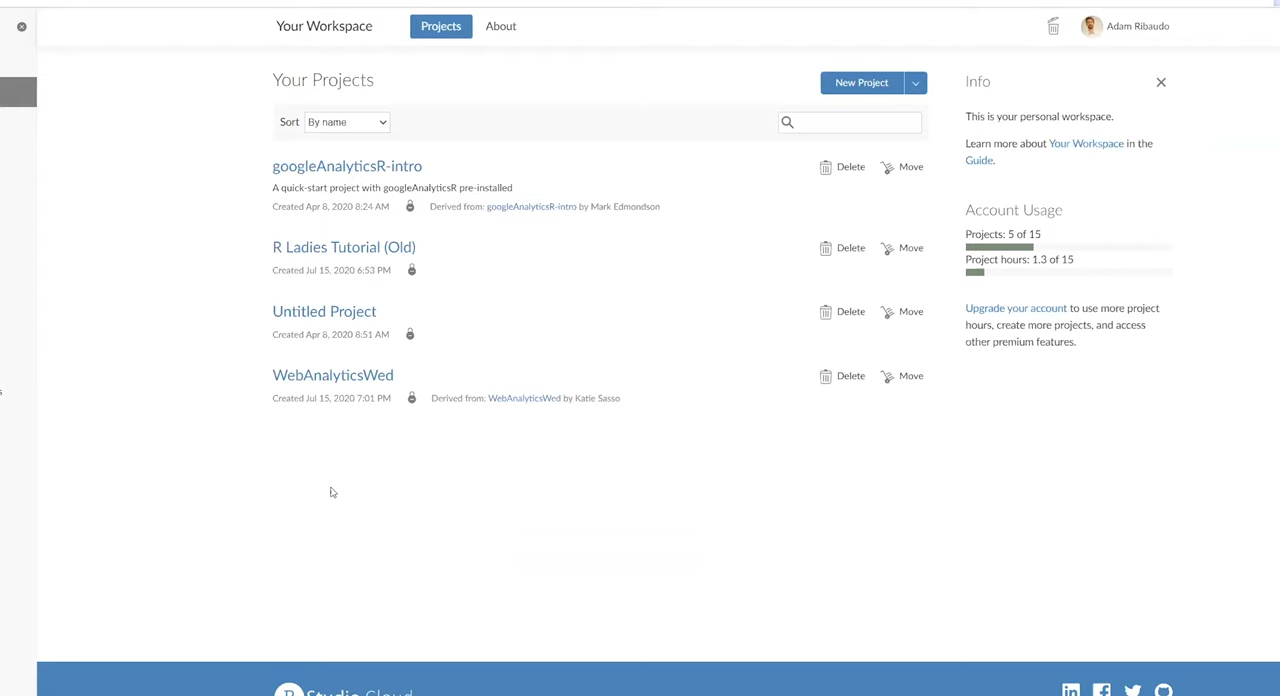 Your Workspace Projects About Adam Ribaudo
Your Projects New Project
Sort By name
googleAnalyticsR-intro Delete Move
A quick-start project with googleAnalyticsR pre-installed
Created Apr 8, 2020 8:24 AM Derived from: googleAnalyticsR-intro by Mark Edmondson
R Ladies Tutorial (Old) Delete Move
Created Jul 15, 2020 6:53 PM
Untitled Project Delete Move
Created Apr 8, 2020 8:51 AM
WebAnalyticsWed Delete Move
Created Jul 15, 2020 7:01 PM Derived from: WebAnalyticsWed by Katie Sasso
Info
This is your personal workspace.
Learn more about Your Workspace in the
Guide.
Account Usage
Projects: 5 of 15
Project hours: 1.3 of 15
Upgrade your account to use more project
hours, create more projects, and access
other premium features.
s
R Studio Cloud